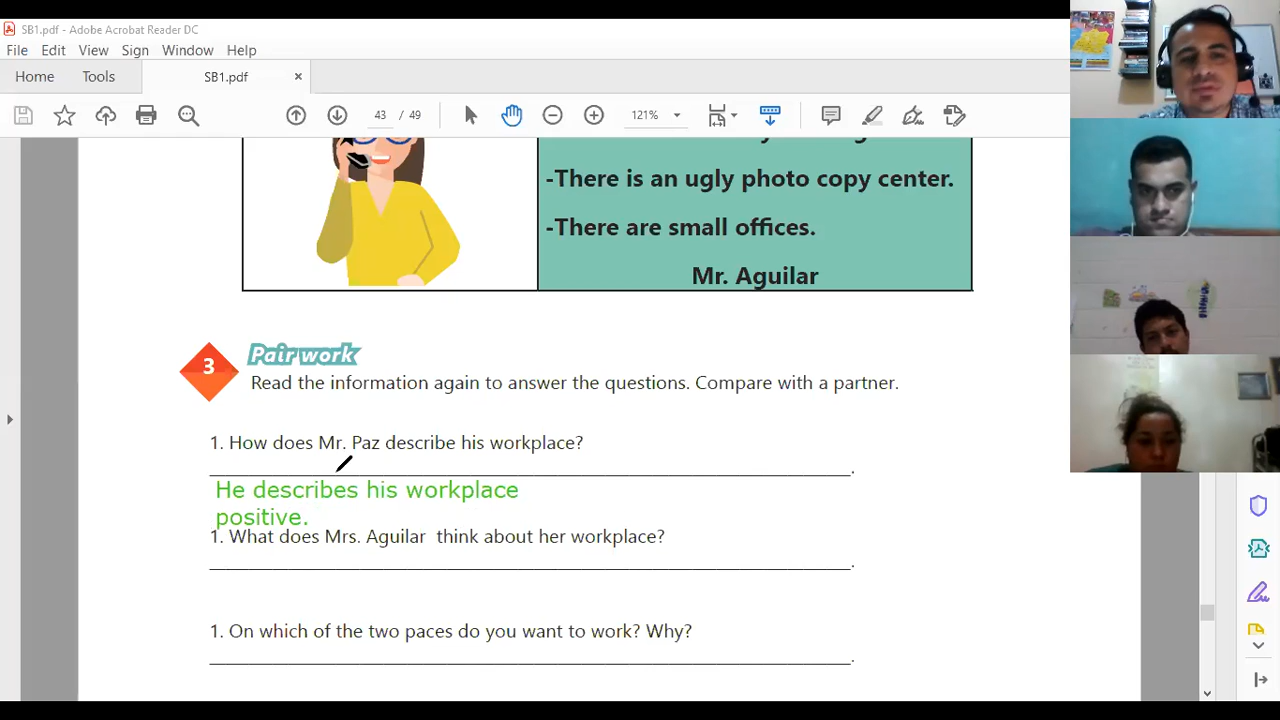 SB1.pdf - Adobe Acrobat Reader DC
File Edit View Sign Window Help
Home Tools SB1.pdf ×
43 / 49 121%
-There is an ugly photo copy center.
-There are small offices.
Mr. Aguilar
3 Pair work
Read the information again to answer the questions. Compare with a partner.
1. How does Mr. Paz describe his workplace?
He describes his workplace
positive.
1. What does Mrs. Aguilar think about her workplace?
1. On which of the two paces do you want to work? Why?